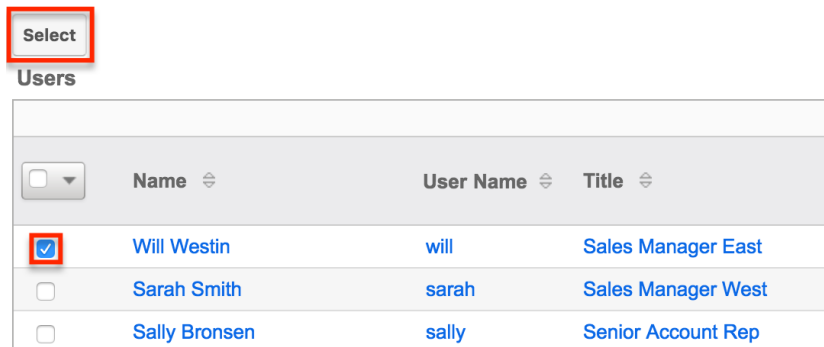 Select
Users
Name User Name Title
Will Westin will Sales Manager East
Sarah Smith sarah Sales Manager West
Sally Bronsen sally Senior Account Rep